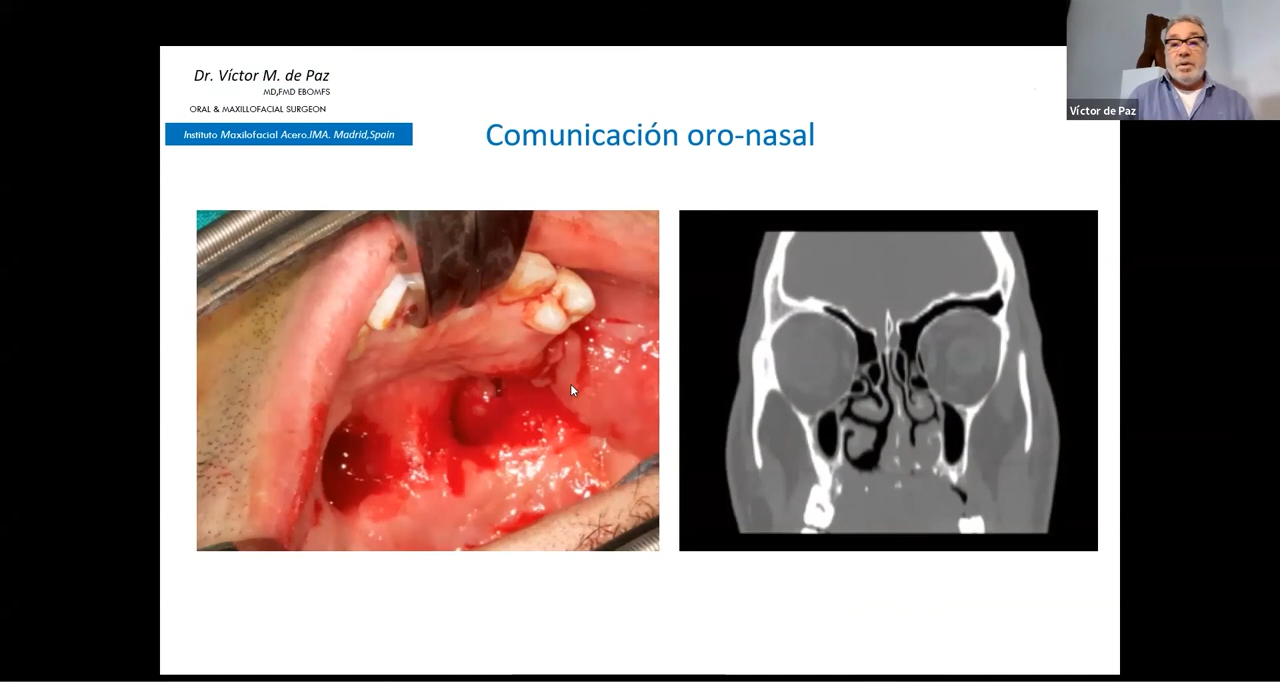 Dr. Víctor M. de Paz
MD,FMD EBOMFS
ORAL & MAXILLOFACIAL SURGEON
Instituto Maxilofacial Acero.IMA. Madrid,Spain
Comunicación oro-nasal
Víctor de Paz